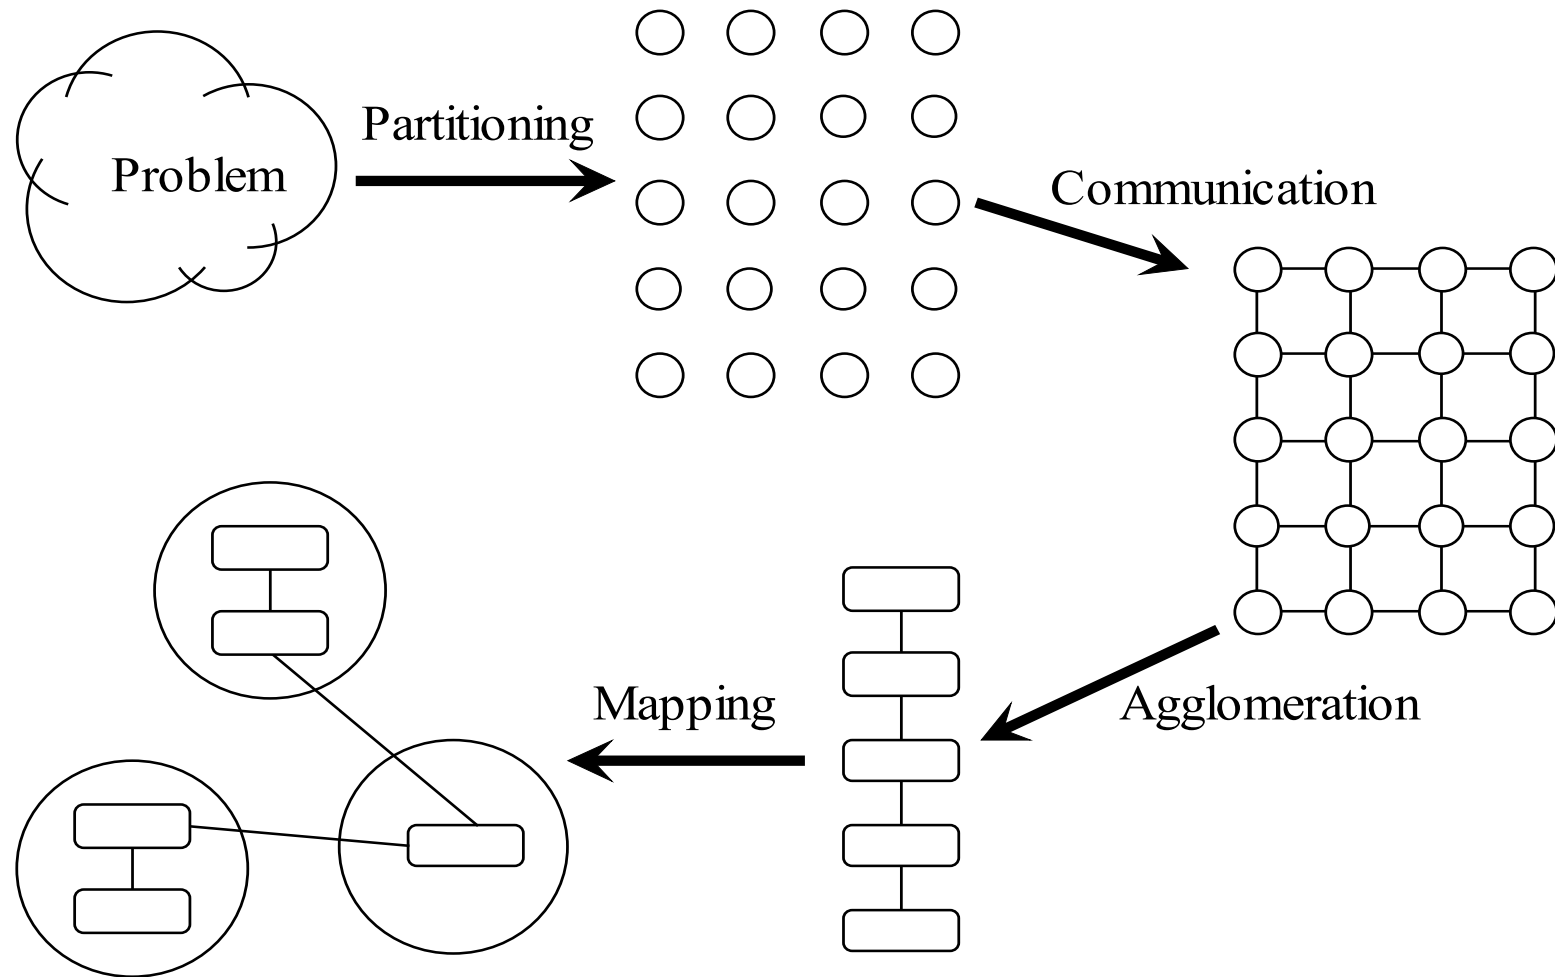 Problem
Partitioning
Communication
Agglomeration
Mapping